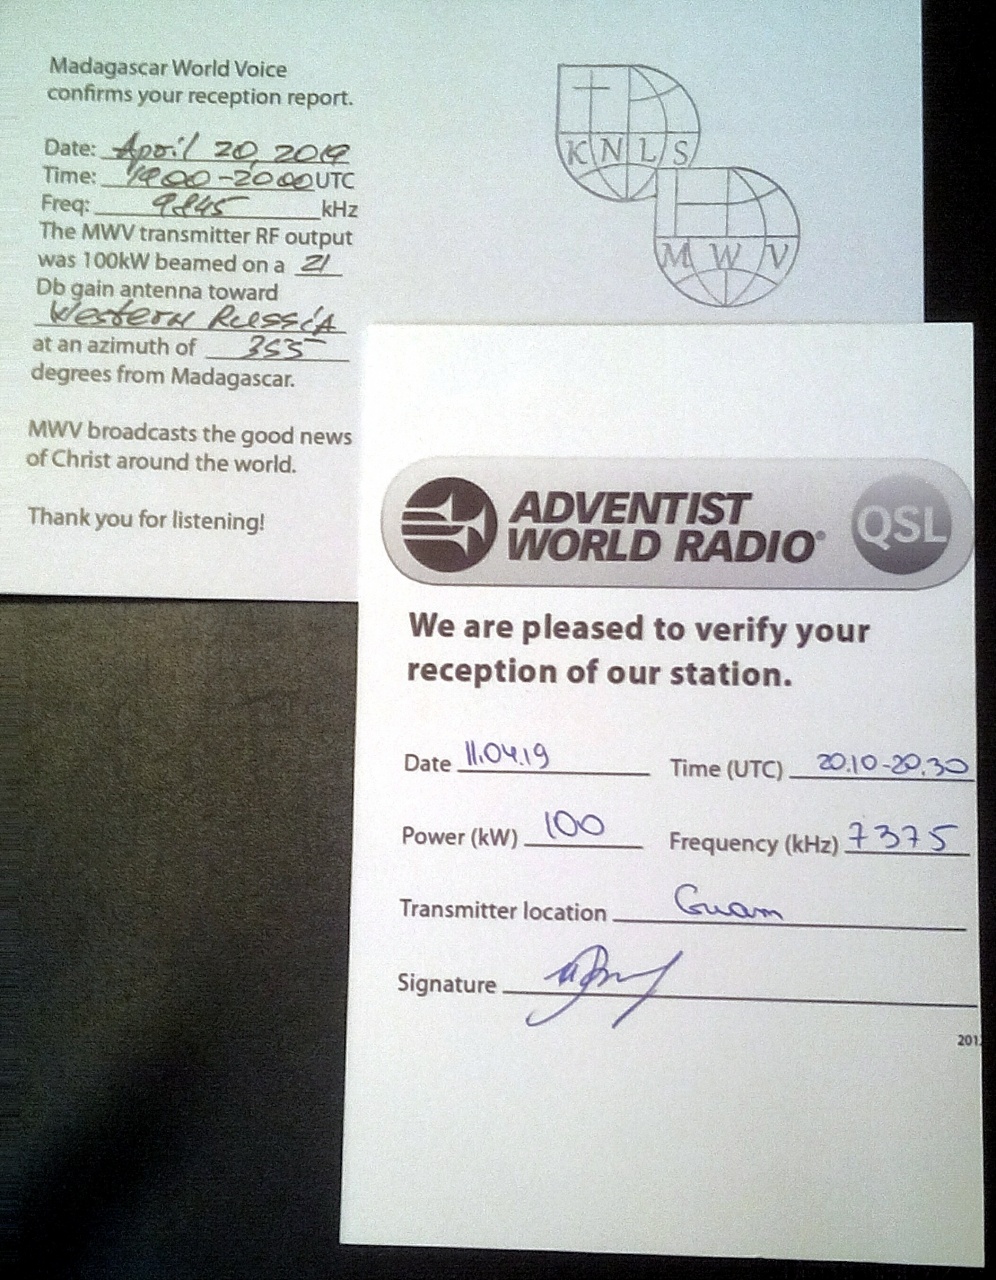 Madagascar World Voice
confirms your reception report.
Date: April 20, 2019
Time: 1900-2000 UTC
Freq: 9845 kHz
The MWV transmitter RF output
was 100kW beamed on a 21
Db gain antenna toward
Western Russia
at an azimuth of 355
degrees from Madagascar.
MWV broadcasts the good news
of Christ around the world.
Thank you for listening!
KNLS
MWV
ADVENTIST
WORLD RADIO®
QSL
We are pleased to verify your
reception of our station.
Date 11.04.19 Time (UTC) 20.10-20.30
Power (kW) 100 Frequency (kHz) 7375
Transmitter location Guam
Signature